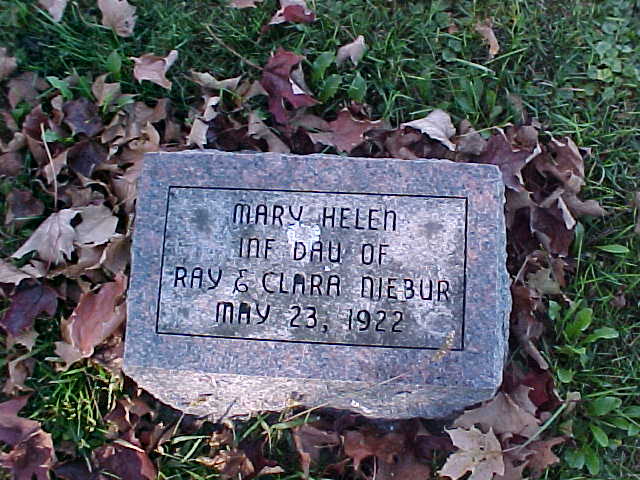 MARY HELEN
INF DAU OF
RAY & CLARA NIEBUR
MAY 23, 1922